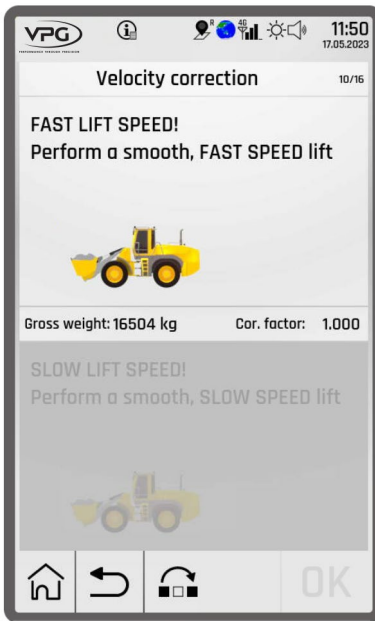 VPG
R
4G
11:50
17.05.2023
Velocity correction
10/16
FAST LIFT SPEED!
Perform a smooth, FAST SPEED lift
Gross weight: 16504 kg
Cor. factor: 1.000
SLOW LIFT SPEED!
Perform a smooth, SLOW SPEED lift
OK